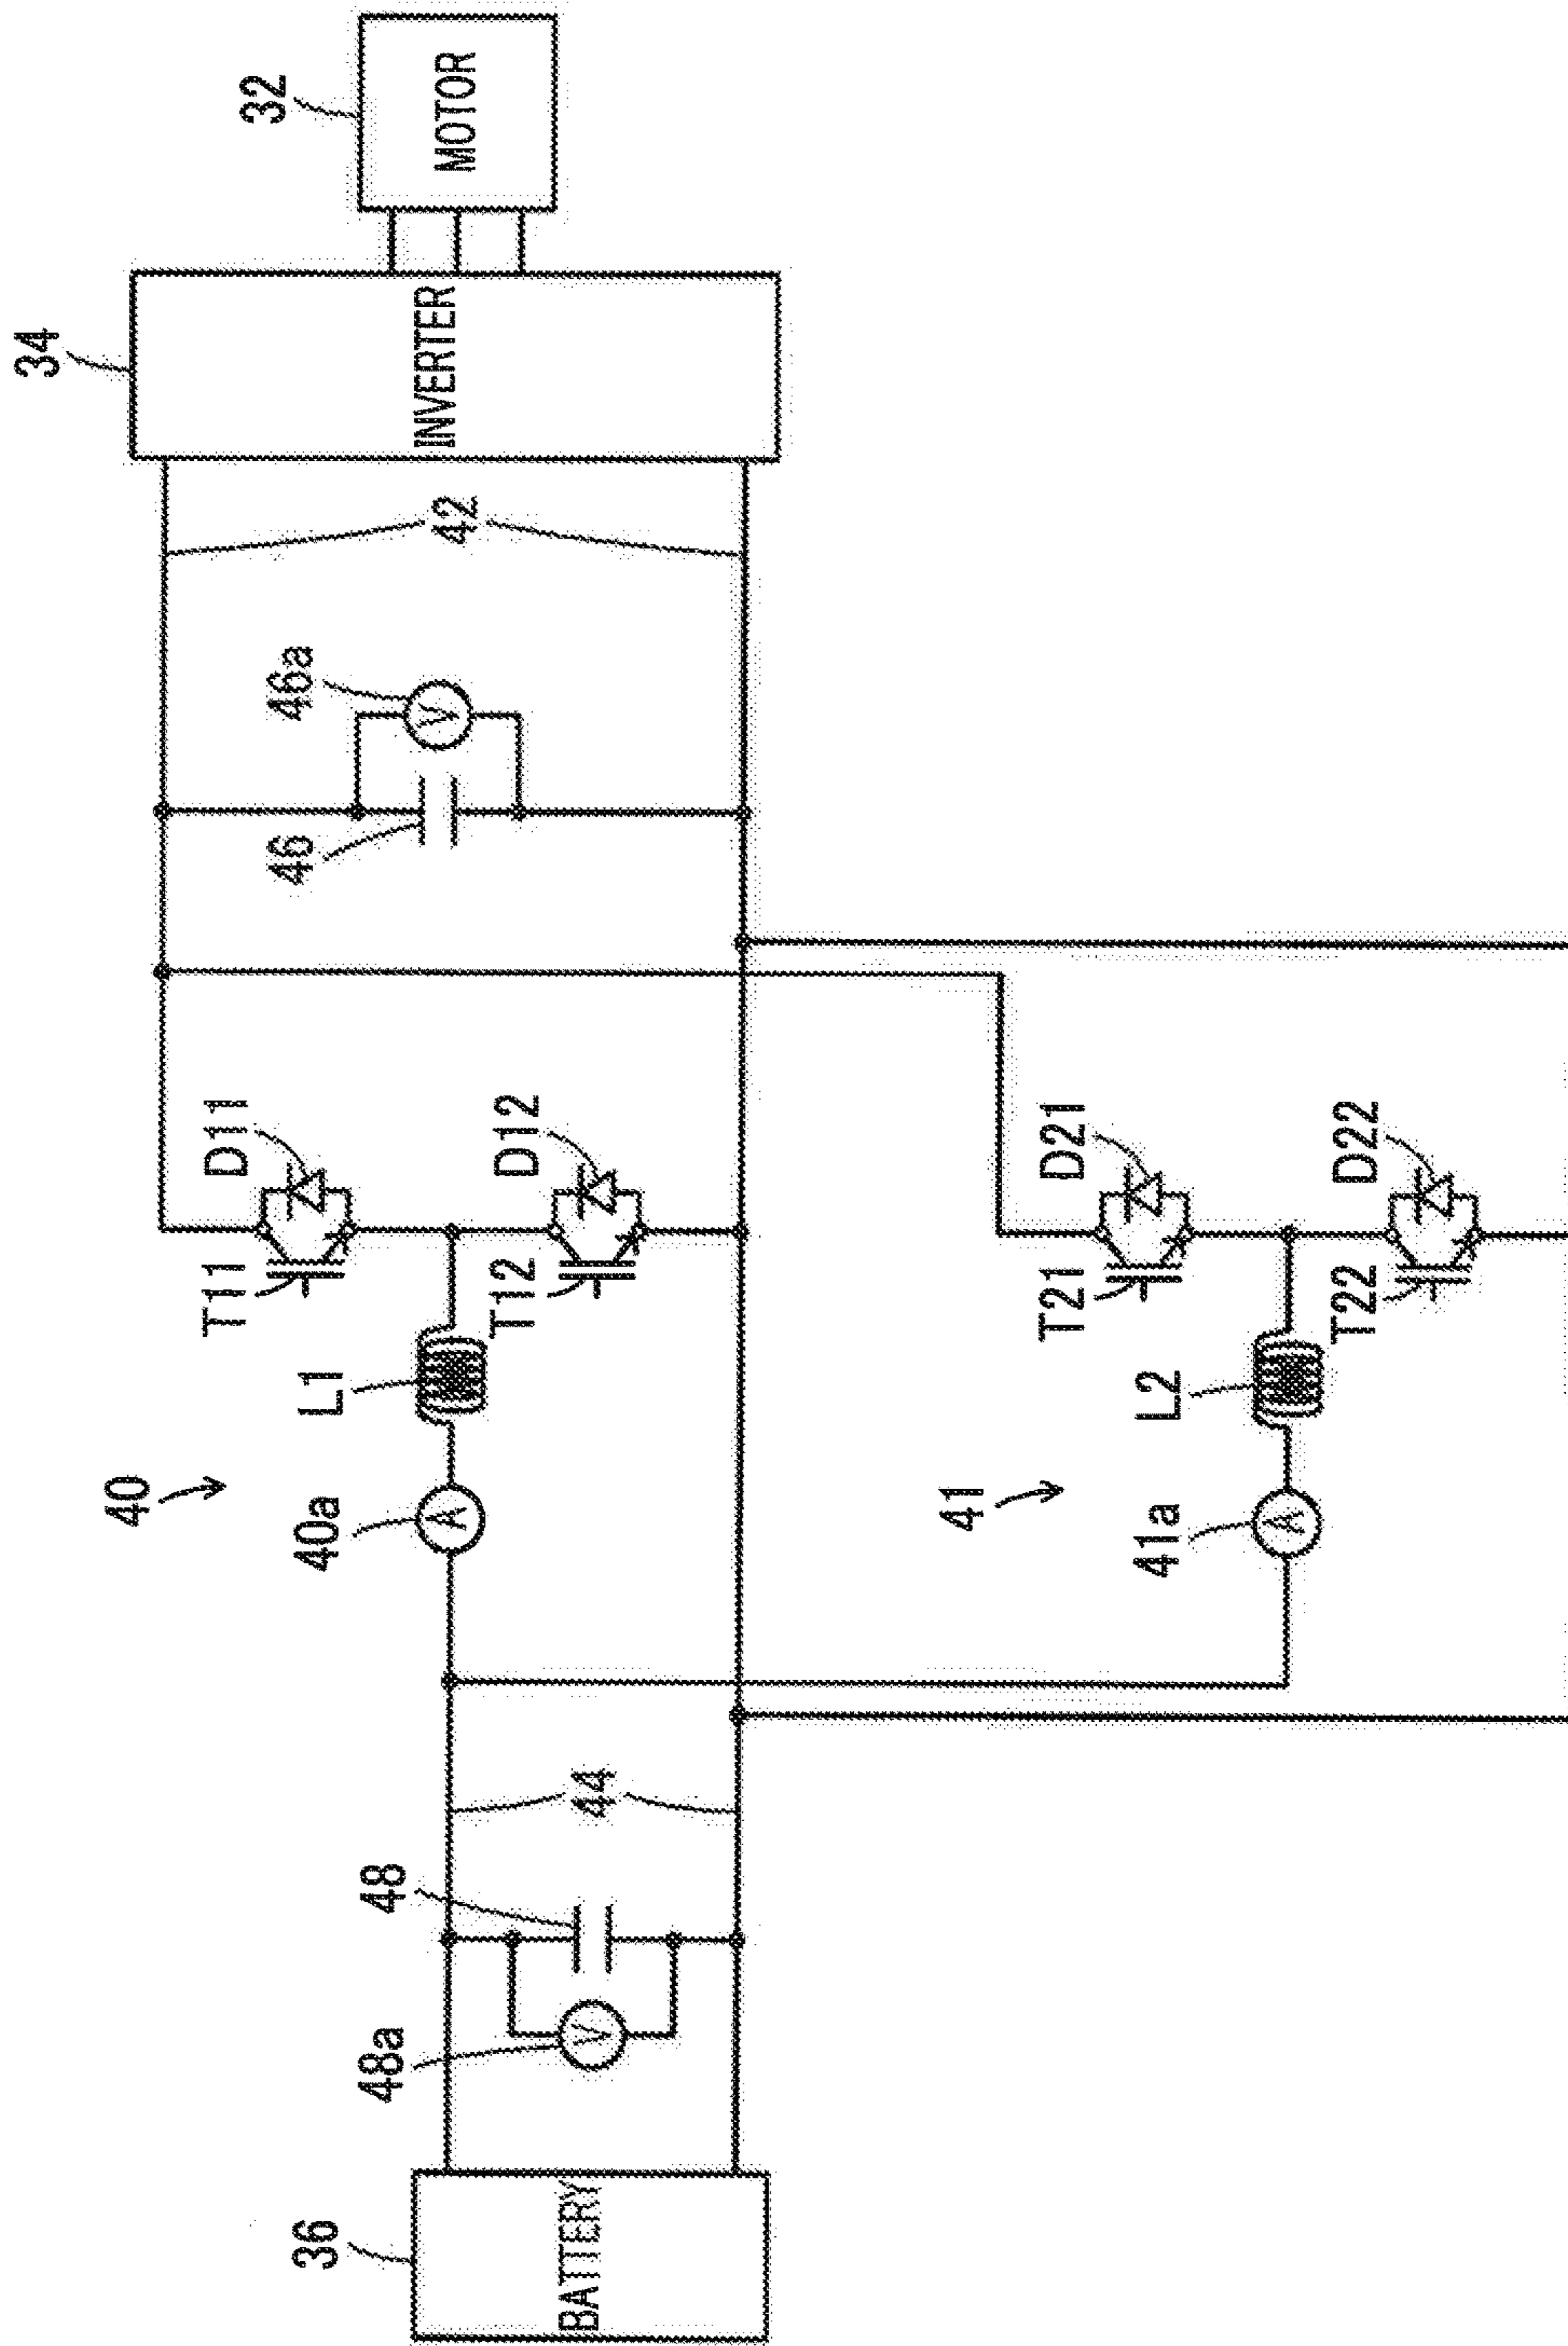 34
32
MOTOR
INVERTER
42
46a
46
D11
T11
D12
T12
L1
40
40a
D21
T21
D22
T22
L2
41
41a
44
48
48a
36
BATTERY
V
A
A
V